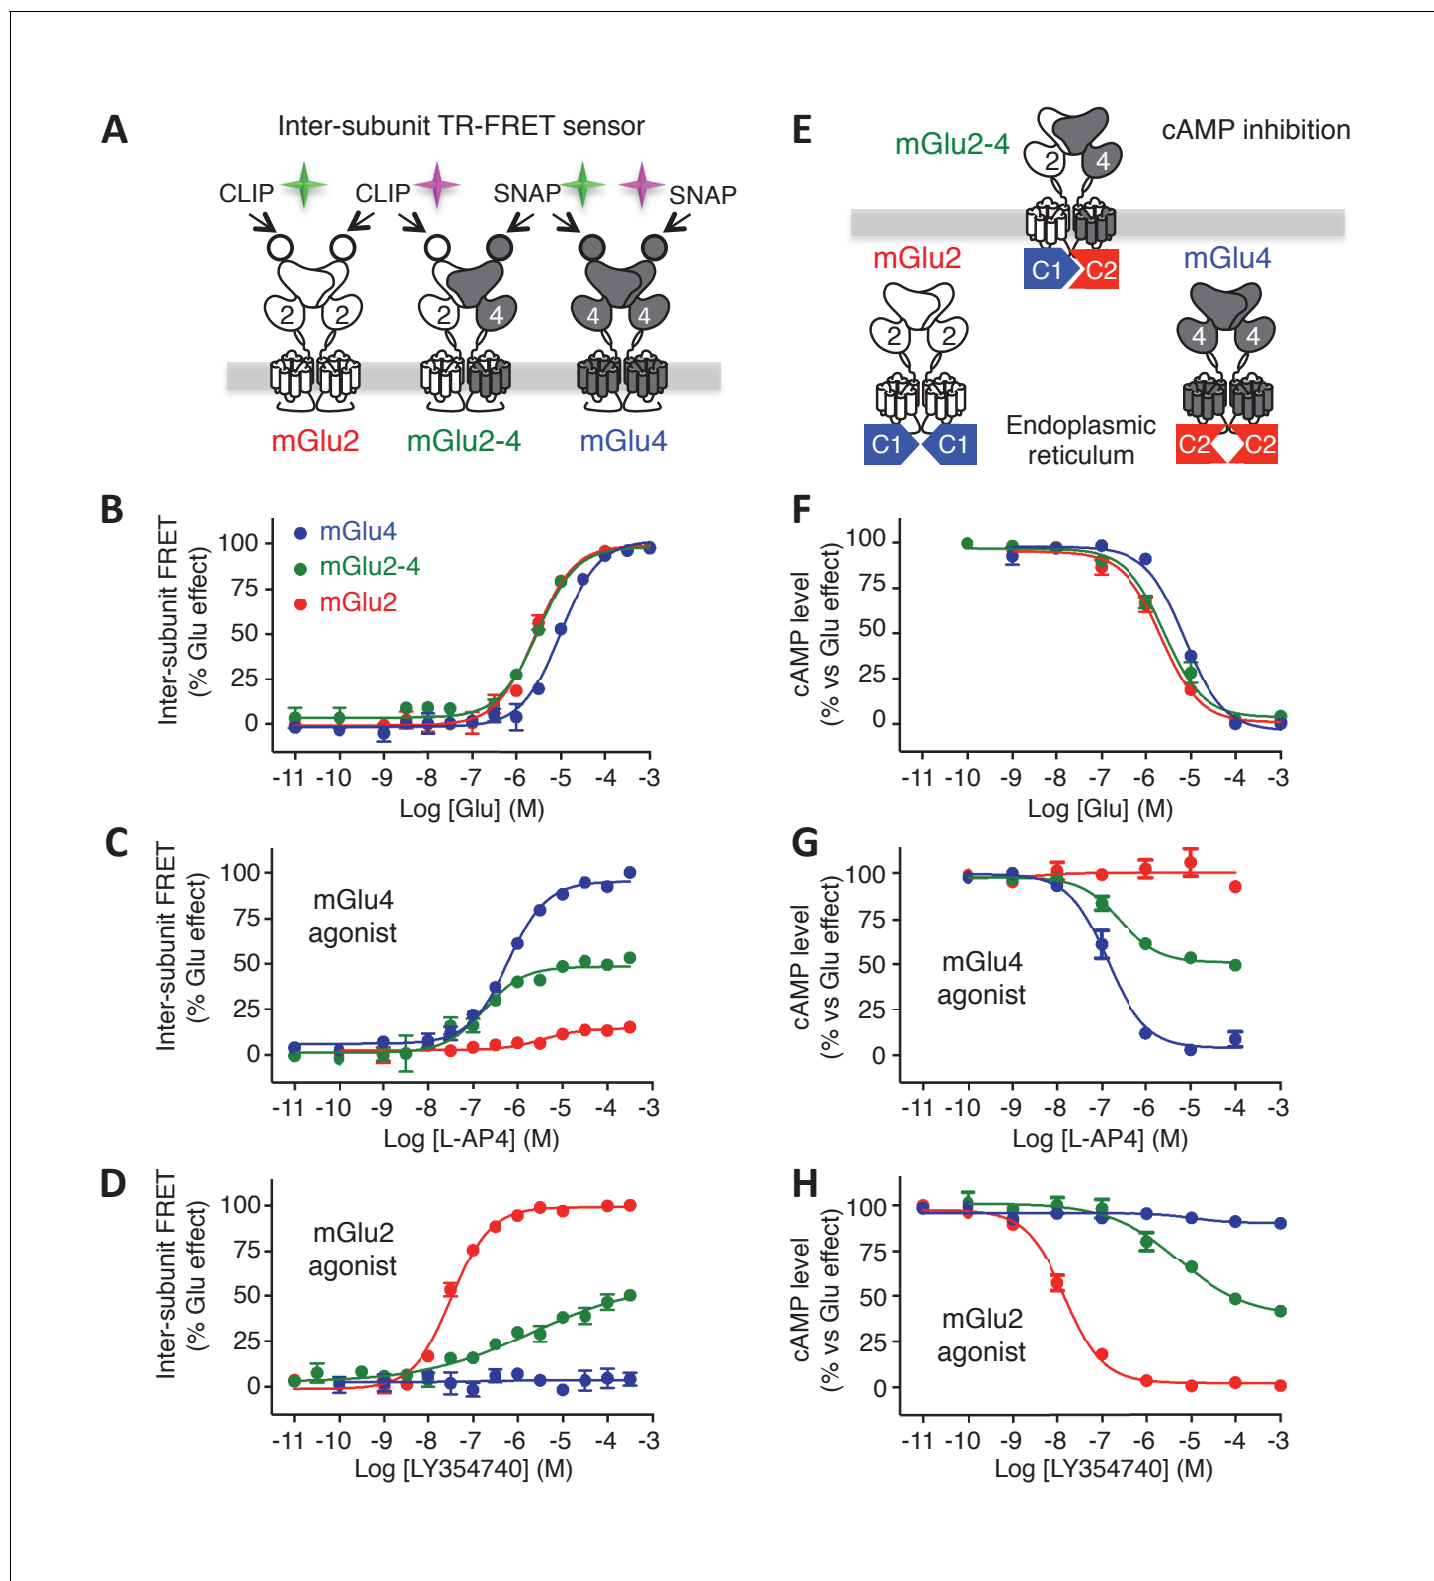 A
Inter-subunit TR-FRET sensor
CLIP
CLIP
SNAP
SNAP
2
2
2
4
4
4
mGlu2
mGlu2-4
mGlu4
E
mGlu2-4
cAMP inhibition
2
4
C1
C2
mGlu2
mGlu4
2
2
4
4
C1
C1
C2
C2
Endoplasmic
reticulum
B
Inter-subunit FRET
(% Glu effect)
mGlu4
mGlu2-4
mGlu2
100
75
50
25
0
-11 -10 -9 -8 -7 -6 -5 -4 -3
Log [Glu] (M)
F
cAMP level
(% vs Glu effect)
100
75
50
25
0
-11 -10 -9 -8 -7 -6 -5 -4 -3
Log [Glu] (M)
C
Inter-subunit FRET
(% Glu effect)
mGlu4
agonist
100
75
50
25
0
-11 -10 -9 -8 -7 -6 -5 -4 -3
Log [L-AP4] (M)
G
cAMP level
(% vs Glu effect)
mGlu4
agonist
100
75
50
25
0
-11 -10 -9 -8 -7 -6 -5 -4 -3
Log [L-AP4] (M)
D
Inter-subunit FRET
(% Glu effect)
mGlu2
agonist
100
75
50
25
0
-11 -10 -9 -8 -7 -6 -5 -4 -3
Log [LY354740] (M)
H
cAMP level
(% vs Glu effect)
mGlu2
agonist
100
75
50
25
0
-11 -10 -9 -8 -7 -6 -5 -4 -3
Log [LY354740] (M)